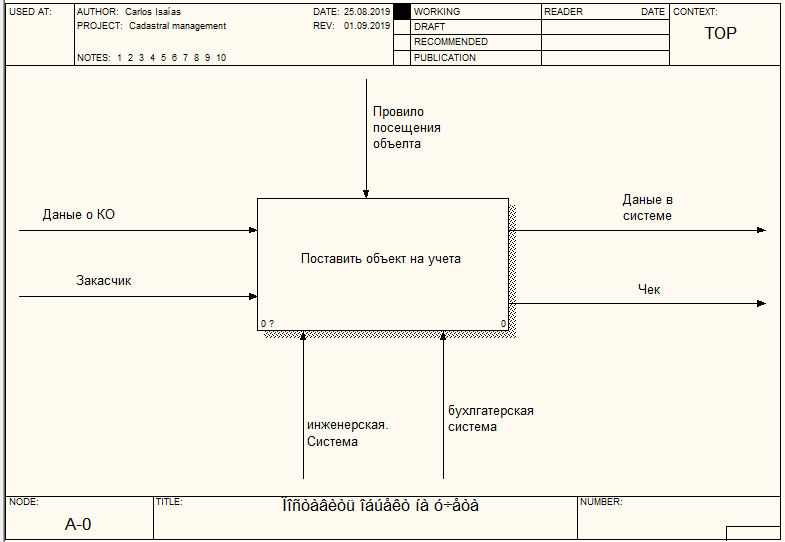 USED AT:
AUTHOR: Carlos Isaías
DATE: 25.08.2019
PROJECT: Cadastral management
REV: 01.09.2019
NOTES: 1 2 3 4 5 6 7 8 9 10
WORKING
DRAFT
RECOMMENDED
PUBLICATION
READER
DATE
CONTEXT:
TOP
Провило
посещения
объелта
Даные о КО
Закасчик
Поставить объект на учета
0 ?
0
Даные в
системе
Чек
инженерская.
Система
бухлгатерская
система
NODE:
A-0
TITLE:
Ïîñòàâèòü îáúåêò íà ó÷åòà
NUMBER: